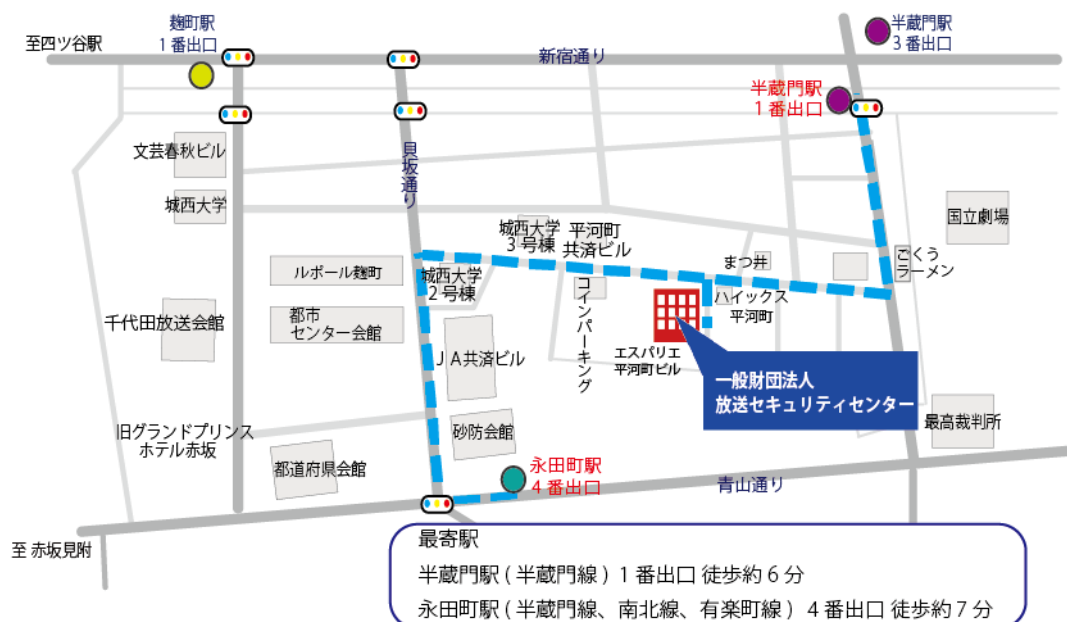 麹町駅
1番出口
至四ツ谷駅
新宿通り
半蔵門駅
3番出口
半蔵門駅
1番出口
文芸春秋ビル
貝坂通り
城西大学
城西大学
3号棟
平河町
共済ビル
国立劇場
まつ井
ごくう
ラーメン
ルポール麹町
城西大学
2号棟
コインパーキング
ハイックス
平河町
千代田放送会館
都市
センター会館
JA共済ビル
エスパリエ
平河町ビル
一般財団法人
放送セキュリティセンター
砂防会館
最高裁判所
旧グランドプリンス
ホテル赤坂
都道府県会館
永田町駅
4番出口
青山通り
至 赤坂見附
最寄駅
半蔵門駅 ( 半蔵門線 ) 1番出口 徒歩約6分
永田町駅 ( 半蔵門線、南北線、有楽町線 ) 4番出口 徒歩約7分